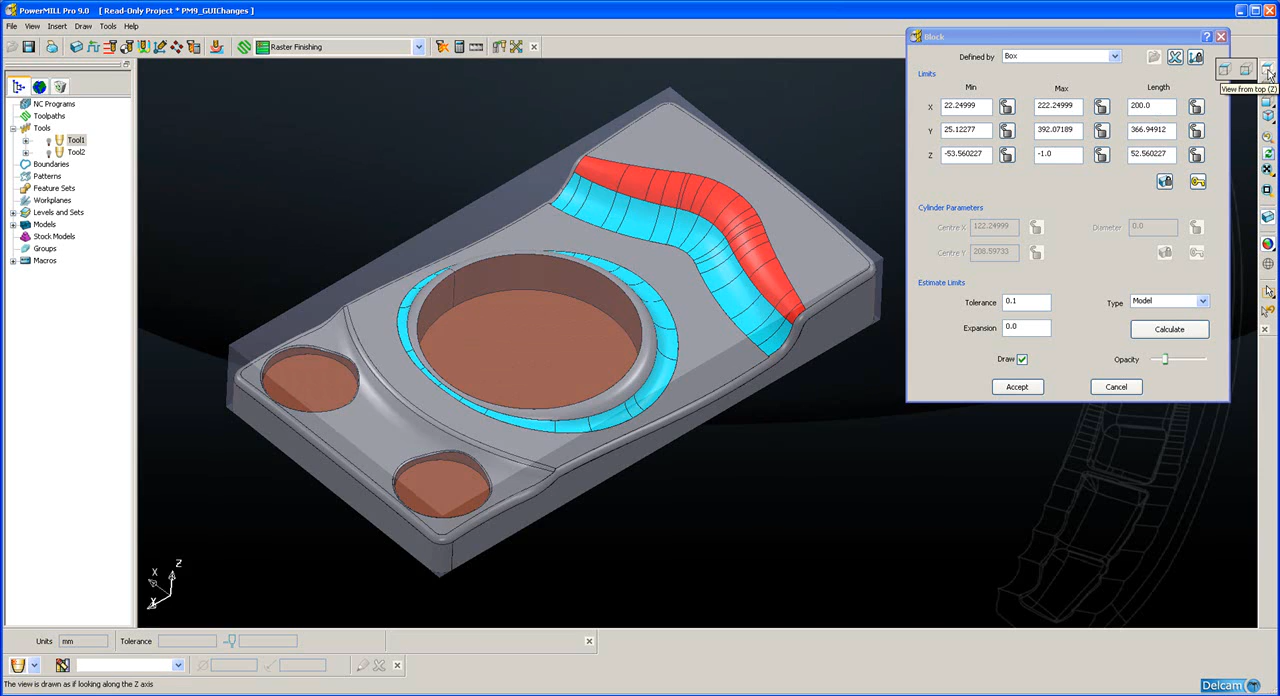 PowerMILL Pro 9.0 [ Read-Only Project * PM9_GUIChanges ]
File View Insert Draw Tools Help
Raster Finishing
NC Programs
Toolpaths
Tools
Tool1
Tool2
Boundaries
Patterns
Feature Sets
Workplanes
Levels and Sets
Models
Stock Models
Groups
Macros
Block
Defined by Box
View from top (Z)
Limits
Min Max Length
X 22.24999 222.24999 200.0
Y 25.12277 392.07189 366.94912
Z -53.560227 -1.0 52.560227
Cylinder Parameters
Centre X 122.24999 Diameter 0.0
Centre Y 208.59733
Estimate Limits
Tolerance 0.1 Type Model
Expansion 0.0 Calculate
Draw Opacity
Accept Cancel
Z
X
Units mm Tolerance
The view is drawn as if looking along the Z axis
Delcam